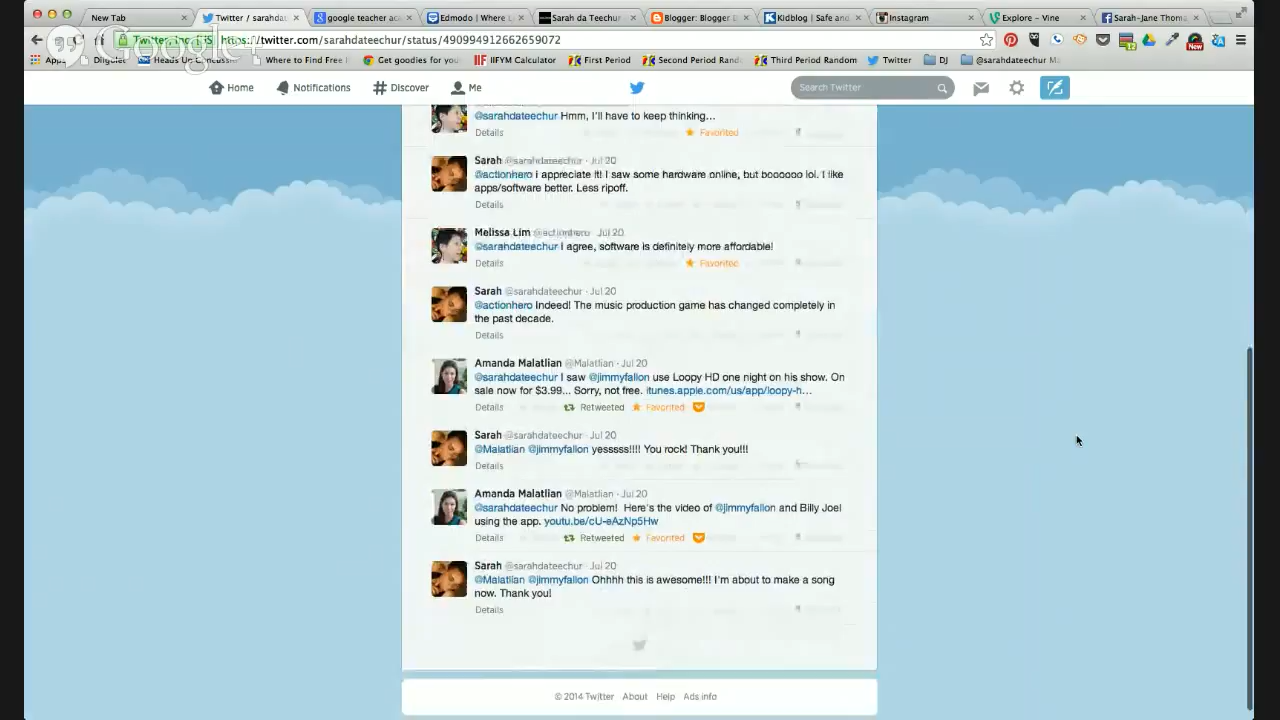 New Tab
Twitter / sarahdat
google teacher ac
Edmodo | Where L
Sarah da Teechur
Blogger: Blogger D
Kidblog | Safe and
Instagram
Explore – Vine
Sarah-Jane Thoma
Google+
https://twitter.com/sarahdateechur/status/490994912662659072
Heads Up
Where to Find Free I
Get goodies for you
IIFYM Calculator
First Period
Second Period Rand
Third Period Random
Twitter
DJ
@sarahdateechur Ma
Home
Notifications
Discover
Me
Search Twitter
@sarahdateechur Hmm, I'll have to keep thinking...
Details
Favorited
Sarah @sarahdateechur · Jul 20
@actionhero i appreciate it! I saw some hardware online, but boooooo lol. I like
apps/software better. Less ripoff.
Details
Melissa Lim @actionhero · Jul 20
@sarahdateechur I agree, software is definitely more affordable!
Details
Favorited
Sarah @sarahdateechur · Jul 20
@actionhero Indeed! The music production game has changed completely in
the past decade.
Details
Amanda Malatlian @Malatlian · Jul 20
@sarahdateechur I saw @jimmyfallon use Loopy HD one night on his show. On
sale now for $3.99... Sorry, not free. itunes.apple.com/us/app/loopy-h...
Details
Retweeted
Favorited
Sarah @sarahdateechur · Jul 20
@Malatlian @jimmyfallon yesssss!!!! You rock! Thank you!!!
Details
Amanda Malatlian @Malatlian · Jul 20
@sarahdateechur No problem! Here's the video of @jimmyfallon and Billy Joel
using the app. youtu.be/cU-eAzNp5Hw
Details
Retweeted
Favorited
Sarah @sarahdateechur · Jul 20
@Malatlian @jimmyfallon Ohhhh this is awesome!!! I'm about to make a song
now. Thank you!
Details
© 2014 Twitter About Help Ads info